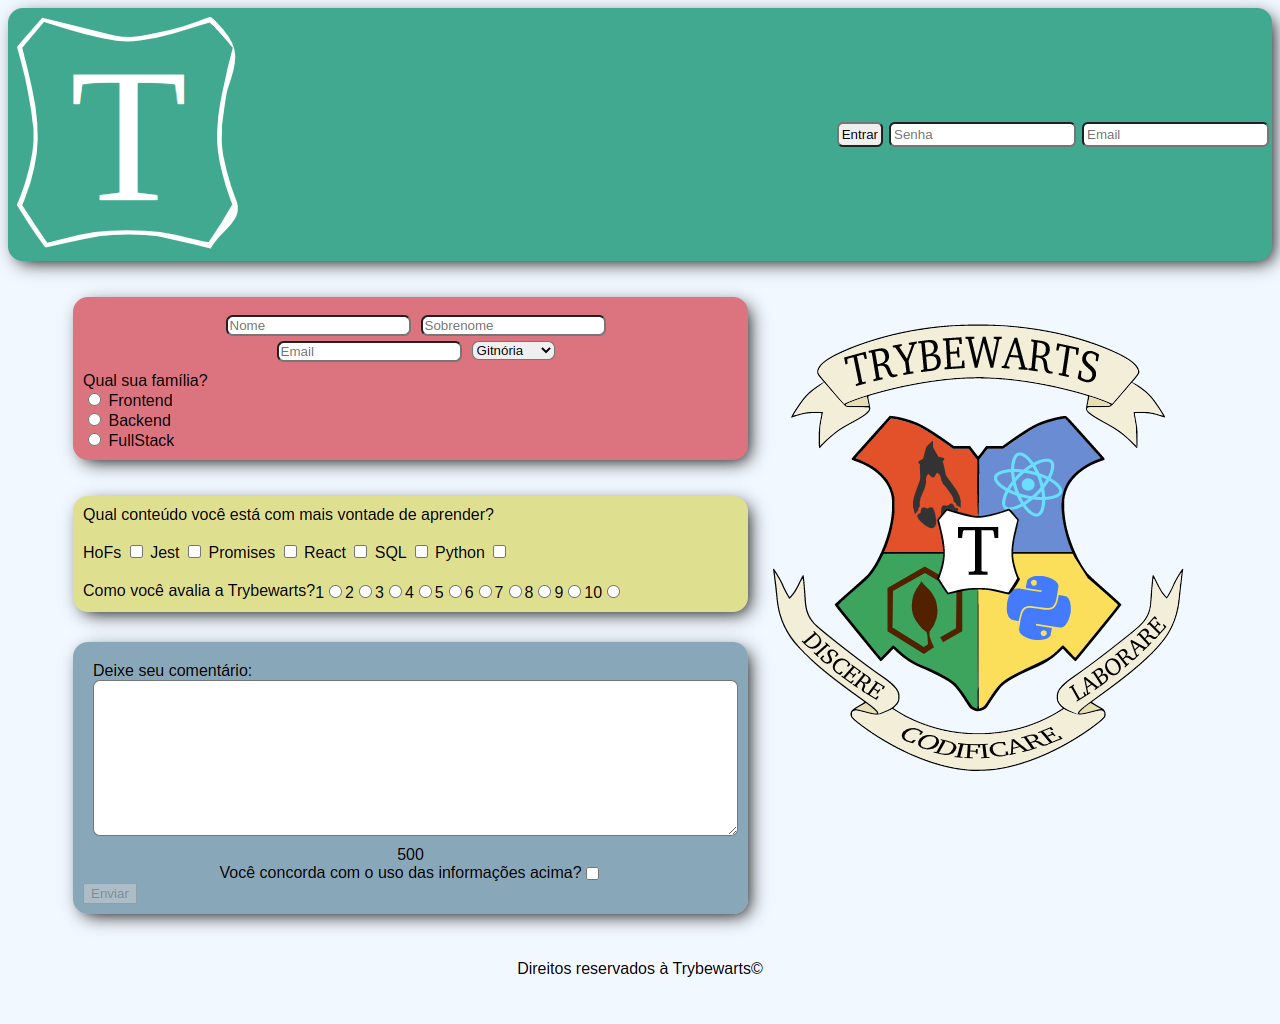 T
Entrar Senha Email
Nome Sobrenome
Email Gitnória
Qual sua família?
Frontend
Backend
FullStack
Qual conteúdo você está com mais vontade de aprender?
HoFs Jest Promises React SQL Python
Como você avalia a Trybewarts?1 2 3 4 5 6 7 8 9 10
Deixe seu comentário:
500
Você concorda com o uso das informações acima?
Enviar
TRYBEWARTS
T
DISCERE
LABORARE
CODIFICARE
Direitos reservados à Trybewarts©